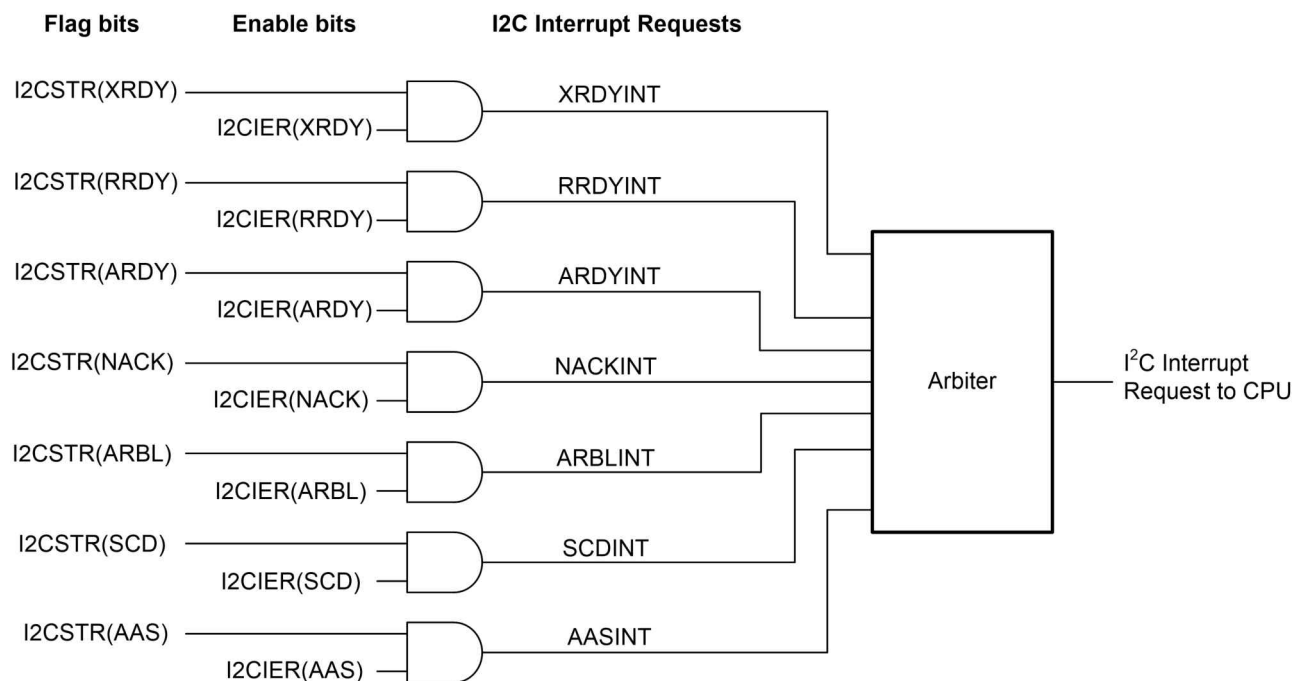 Flag bits Enable bits I2C Interrupt Requests
I2CSTR(XRDY) XRDYINT
I2CIER(XRDY)
I2CSTR(RRDY) RRDYINT
I2CIER(RRDY)
I2CSTR(ARDY) ARDYINT
I2CIER(ARDY)
I2CSTR(NACK) NACKINT
I2CIER(NACK)
Arbiter
I²C Interrupt
Request to CPU
I2CSTR(ARBL) ARBLINT
I2CIER(ARBL)
I2CSTR(SCD) SCDINT
I2CIER(SCD)
I2CSTR(AAS) AASINT
I2CIER(AAS)